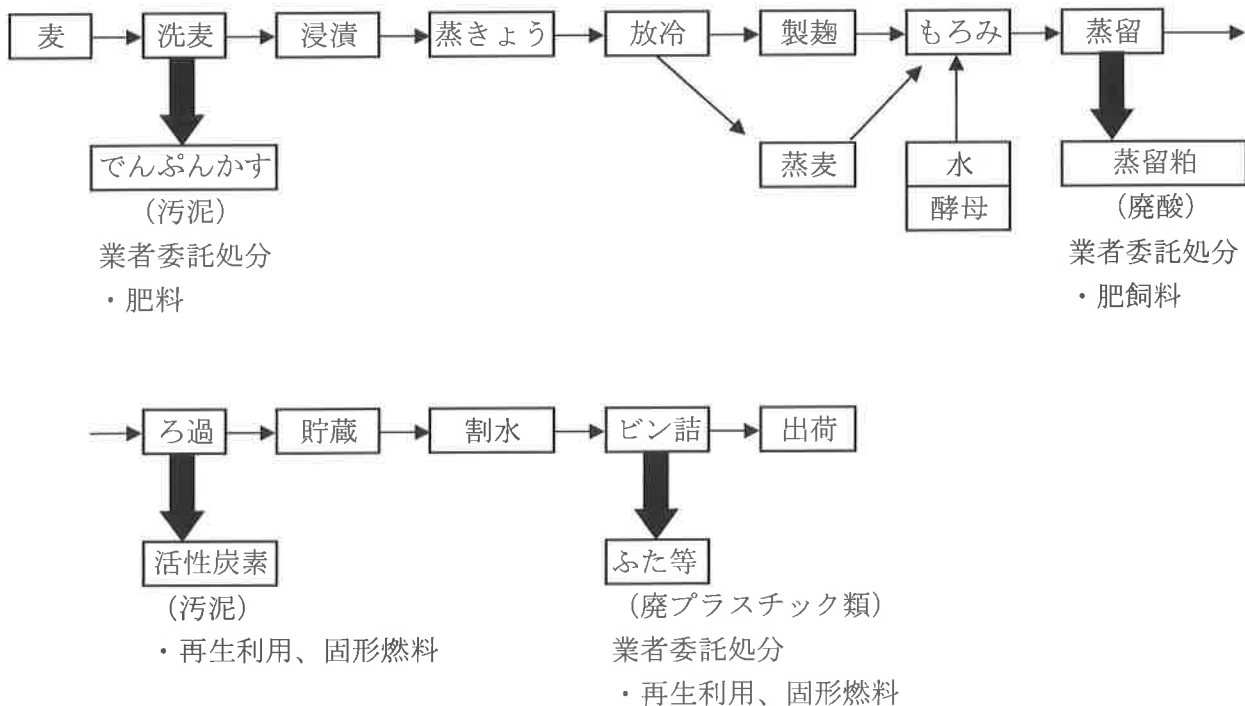 麦 洗麦 浸漬 蒸きょう 放冷 製麹 もろみ 蒸留
でんぷんかす 蒸麦 水 蒸留粕
(汚泥) 酵母 (廃酸)
業者委託処分 業者委託処分
・肥料 ・肥飼料
ろ過 貯蔵 割水 ビン詰 出荷
活性炭素 ふた等
(汚泥) (廃プラスチック類)
・再生利用、固形燃料 業者委託処分
・再生利用、固形燃料